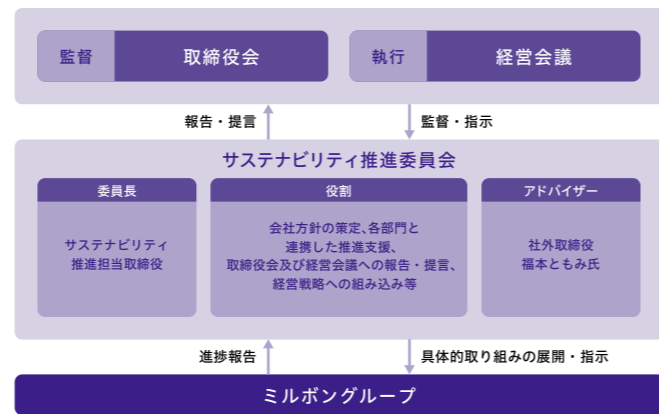 監督 取締役会 執行 経営会議
報告・提言 監督・指示
サステナビリティ推進委員会
委員長
サステナビリティ
推進担当取締役
役割
会社方針の策定、各部門と
連携した推進支援、
取締役会及び経営会議への報告・提言、
経営戦略への組み込み等
アドバイザー
社外取締役
福本ともみ氏
進捗報告 具体的取り組みの展開・指示
ミルボングループ